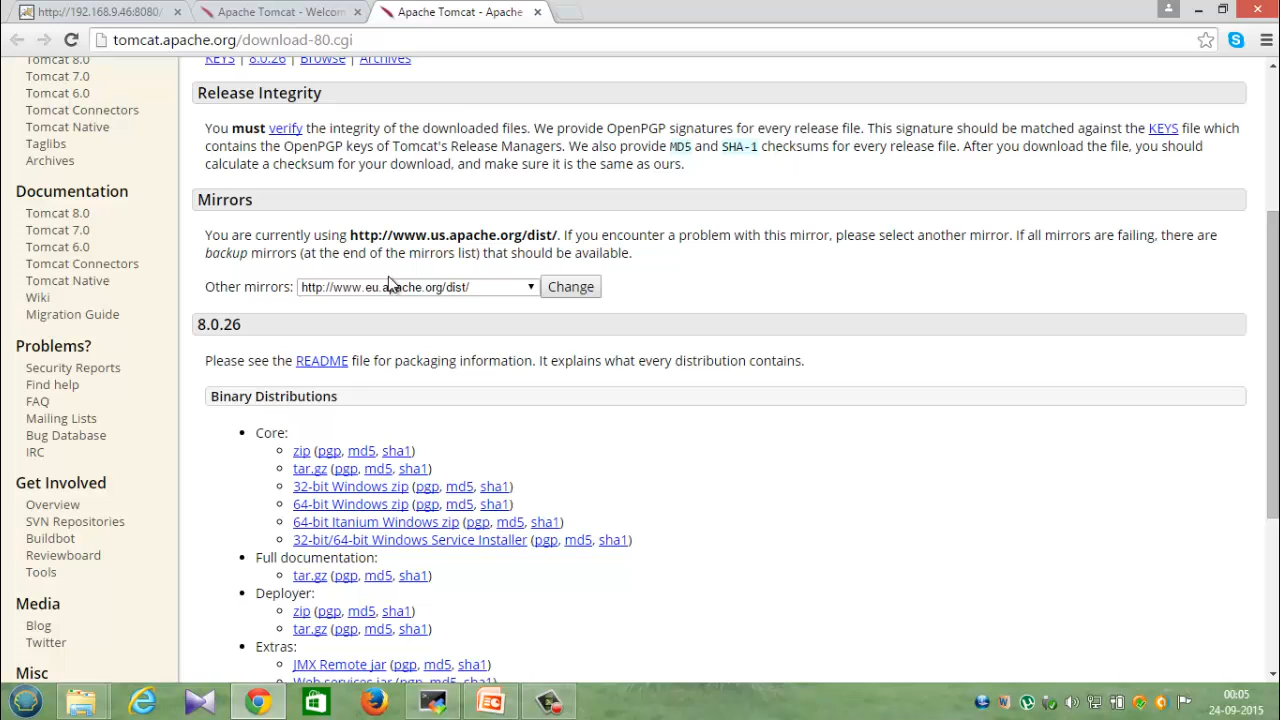 http://192.168.9.46:8080/
Apache Tomcat - Welcom
Apache Tomcat - Apache
tomcat.apache.org/download-80.cgi
Tomcat 8.0
Tomcat 7.0
Tomcat 6.0
Tomcat Connectors
Tomcat Native
Taglibs
Archives
Documentation
Tomcat 8.0
Tomcat 7.0
Tomcat 6.0
Tomcat Connectors
Tomcat Native
Wiki
Migration Guide
Problems?
Security Reports
Find help
FAQ
Mailing Lists
Bug Database
IRC
Get Involved
Overview
SVN Repositories
Buildbot
Reviewboard
Tools
Media
Blog
Twitter
Misc
KEYS | 8.0.26 | Browse | Archives
Release Integrity
You must verify the integrity of the downloaded files. We provide OpenPGP signatures for every release file. This signature should be matched against the KEYS file which
contains the OpenPGP keys of Tomcat's Release Managers. We also provide MD5 and SHA-1 checksums for every release file. After you download the file, you should
calculate a checksum for your download, and make sure it is the same as ours.
Mirrors
You are currently using http://www.us.apache.org/dist/. If you encounter a problem with this mirror, please select another mirror. If all mirrors are failing, there are
backup mirrors (at the end of the mirrors list) that should be available.
Other mirrors: http://www.eu.apache.org/dist/ Change
8.0.26
Please see the README file for packaging information. It explains what every distribution contains.
Binary Distributions
Core:
zip (pgp, md5, sha1)
tar.gz (pgp, md5, sha1)
32-bit Windows zip (pgp, md5, sha1)
64-bit Windows zip (pgp, md5, sha1)
64-bit Itanium Windows zip (pgp, md5, sha1)
32-bit/64-bit Windows Service Installer (pgp, md5, sha1)
Full documentation:
tar.gz (pgp, md5, sha1)
Deployer:
zip (pgp, md5, sha1)
tar.gz (pgp, md5, sha1)
Extras:
JMX Remote jar (pgp, md5, sha1)
Web services jar (pgp, md5, sha1)
00:05
24-09-2015